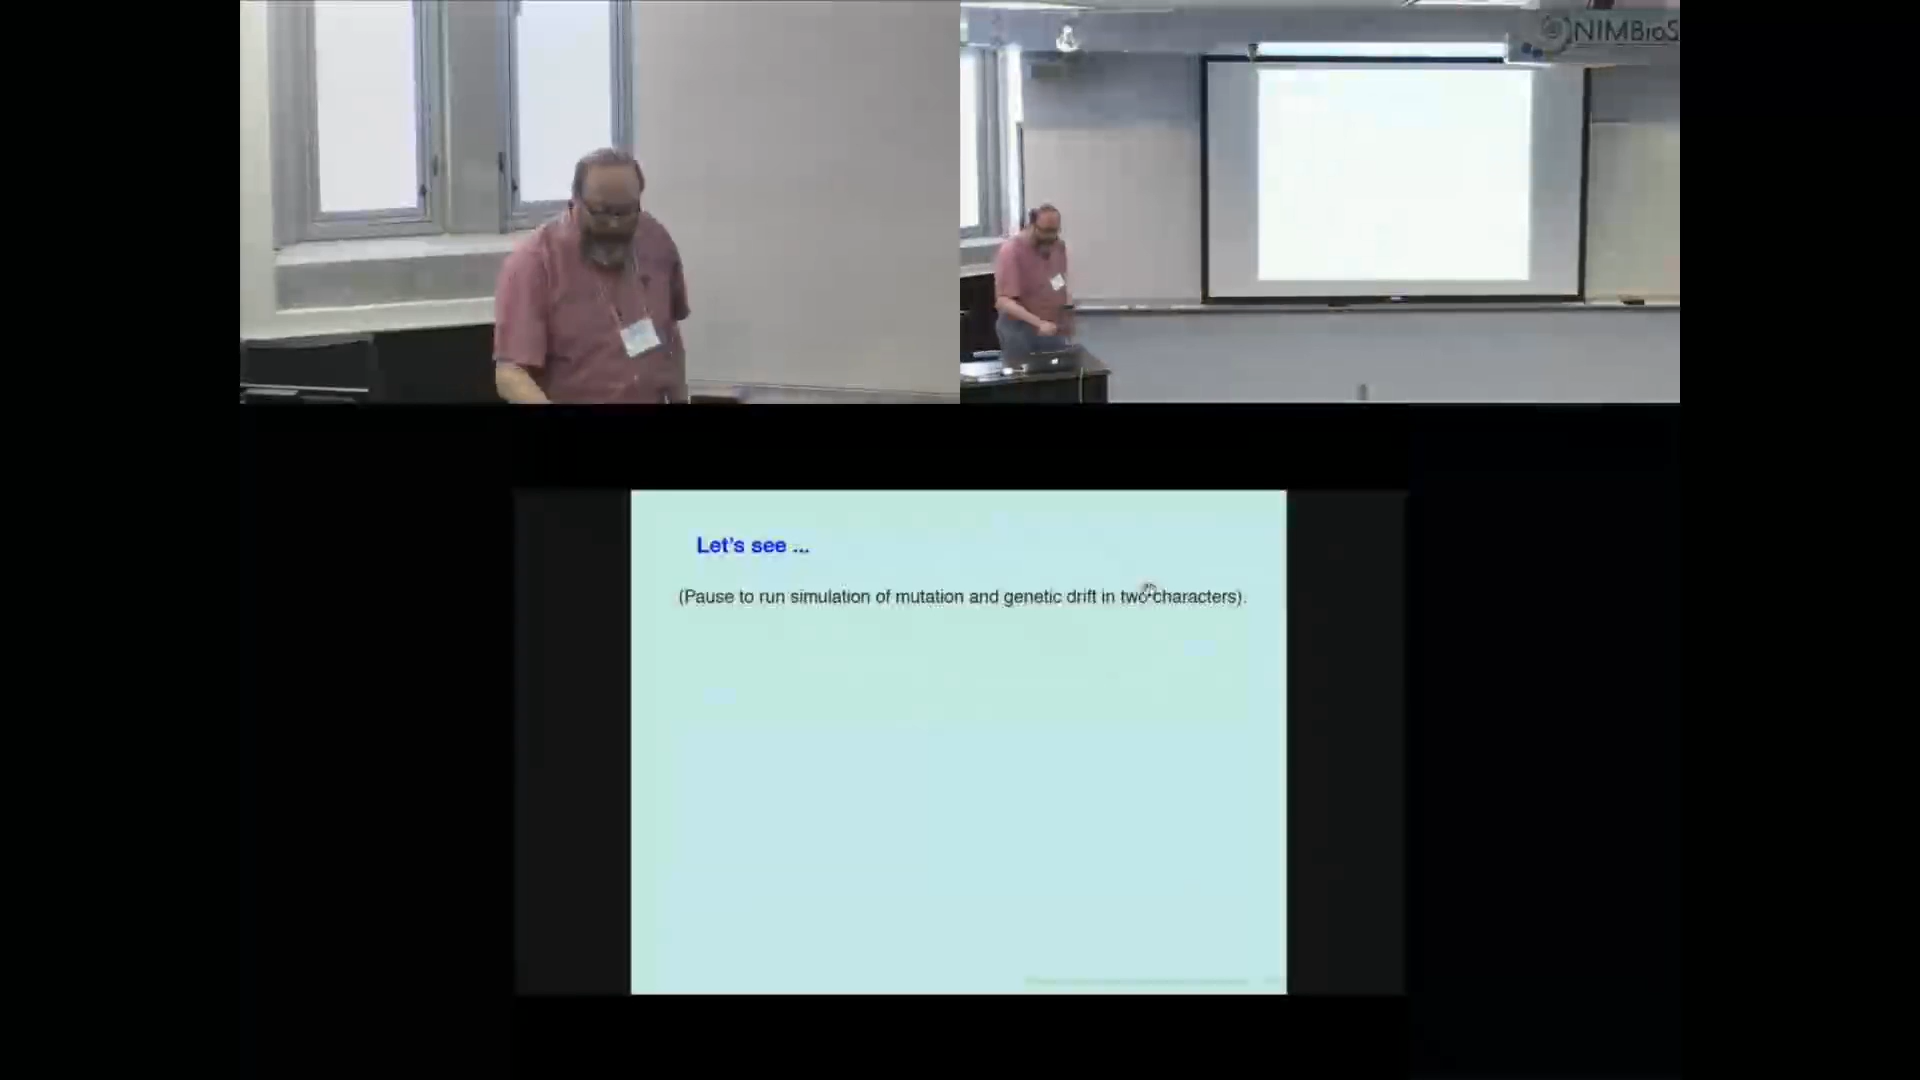 NIMBioS
Let's see ...
(Pause to run simulation of mutation and genetic drift in two characters).